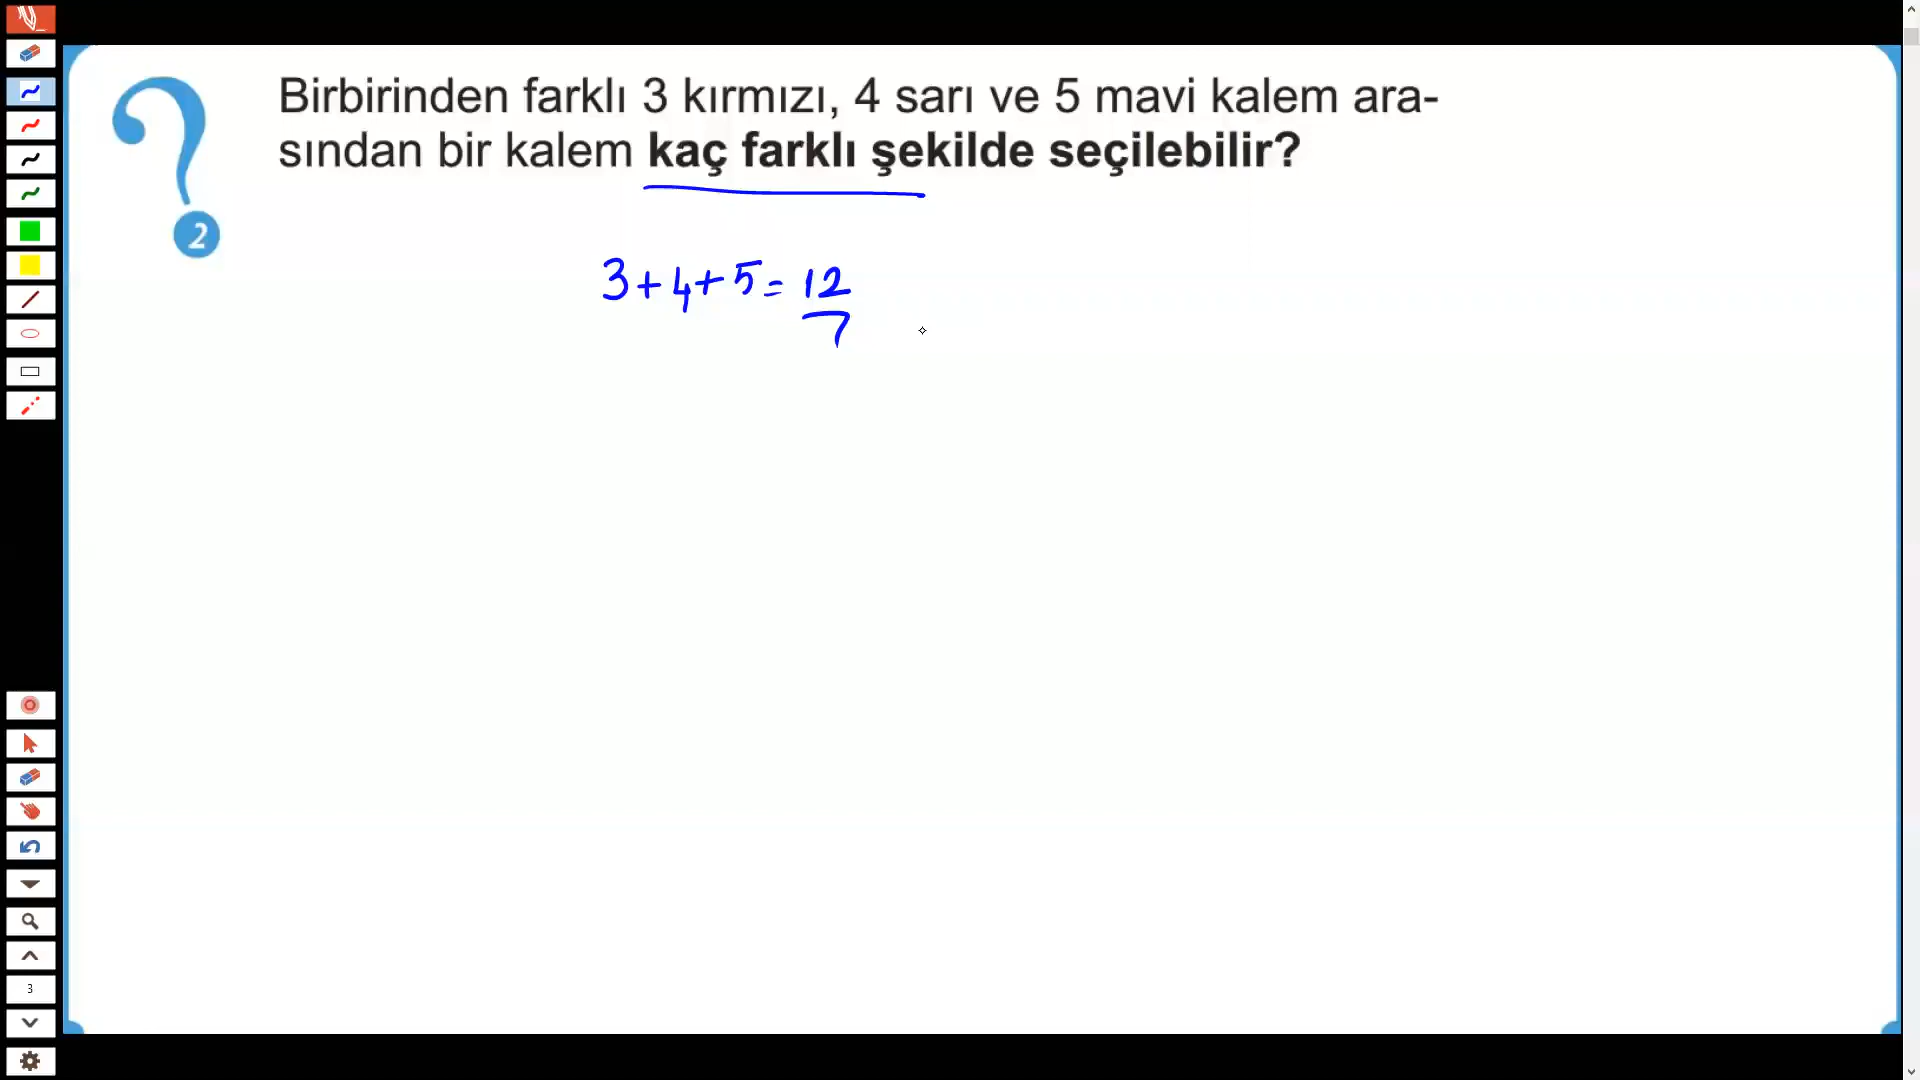 Birbirinden farklı 3 kırmızı, 4 sarı ve 5 mavi kalem ara-
sından bir kalem kaç farklı şekilde seçilebilir?
2
3+4+5=12
3